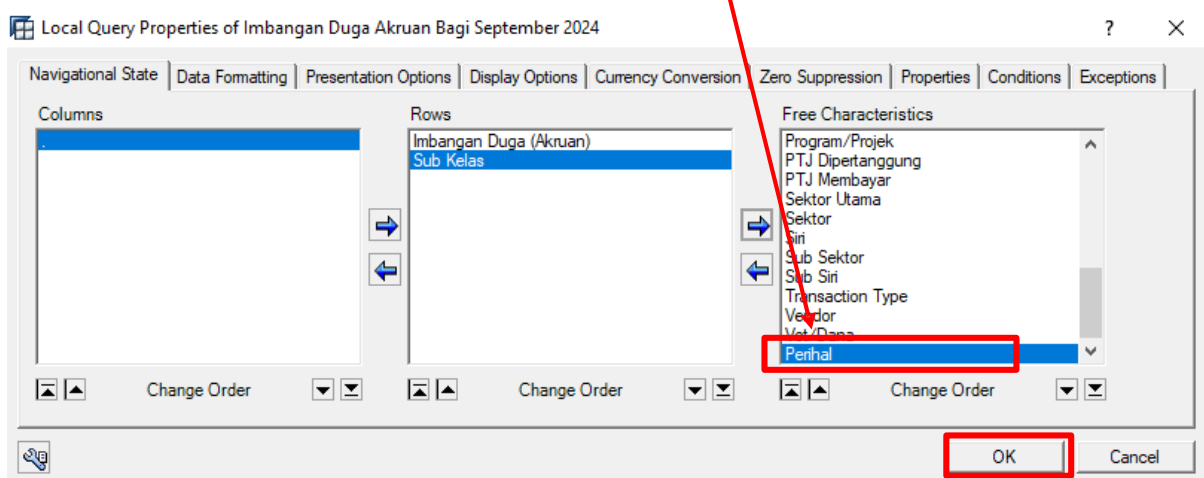 Local Query Properties of Imbangan Duga Akruan Bagi September 2024
? X
Navigational State Data Formatting Presentation Options Display Options Currency Conversion Zero Suppression Properties Conditions Exceptions
Columns
.
Rows
Imbangan Duga (Akruan)
Sub Kelas
Free Characteristics
Program/Projek
PTJ Dipertanggung
PTJ Membayar
Sektor Utama
Sektor
Siri
Sub Sektor
Sub Siri
Transaction Type
Vendor
Vot/Dana
Perihal
Change Order
Change Order
Change Order
OK
Cancel